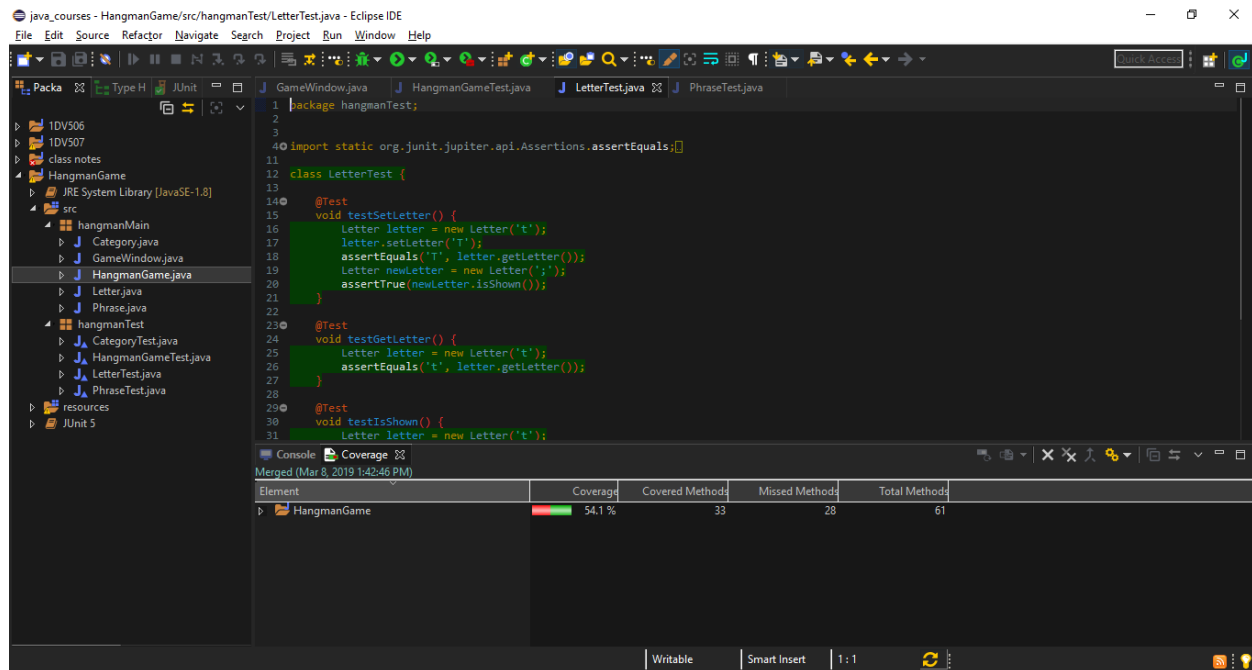 java_courses - HangmanGame/src/hangmanTest/LetterTest.java - Eclipse IDE
File Edit Source Refactor Navigate Search Project Run Window Help
Quick Access
Packa Type H JUnit
GameWindow.java HangmanGameTest.java LetterTest.java PhraseTest.java
1DV506
1DV507
class notes
HangmanGame
JRE System Library [JavaSE-1.8]
src
hangmanMain
Category.java
GameWindow.java
HangmanGame.java
Letter.java
Phrase.java
hangmanTest
CategoryTest.java
HangmanGameTest.java
LetterTest.java
PhraseTest.java
resources
JUnit 5
1 package hangmanTest;
2
3
4 import static org.junit.jupiter.api.Assertions.assertEquals;
11
12 class LetterTest {
13
14 @Test
15 void testSetLetter() {
16 Letter letter = new Letter('t');
17 letter.setLetter('T');
18 assertEquals('T', letter.getLetter());
19 Letter newLetter = new Letter(';');
20 assertTrue(newLetter.isShown());
21 }
22
23 @Test
24 void testGetLetter() {
25 Letter letter = new Letter('t');
26 assertEquals('t', letter.getLetter());
27 }
28
29 @Test
30 void testIsShown() {
31 Letter letter = new Letter('t');
Console Coverage
Merged (Mar 8, 2019 1:42:46 PM)
Element Coverage Covered Methods Missed Methods Total Methods
HangmanGame 54.1 % 33 28 61
Writable Smart Insert 1 : 1